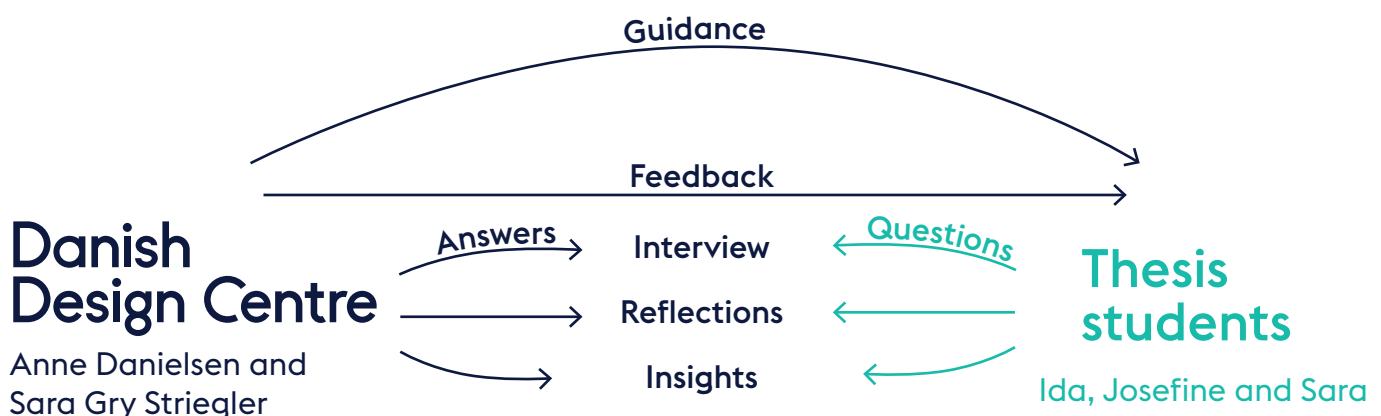 Guidance
Feedback
Answers
Interview
Questions
Danish
Design Centre
Reflections
Thesis
students
Insights
Anne Danielsen and
Sara Gry Striegler
Ida, Josefine and Sara